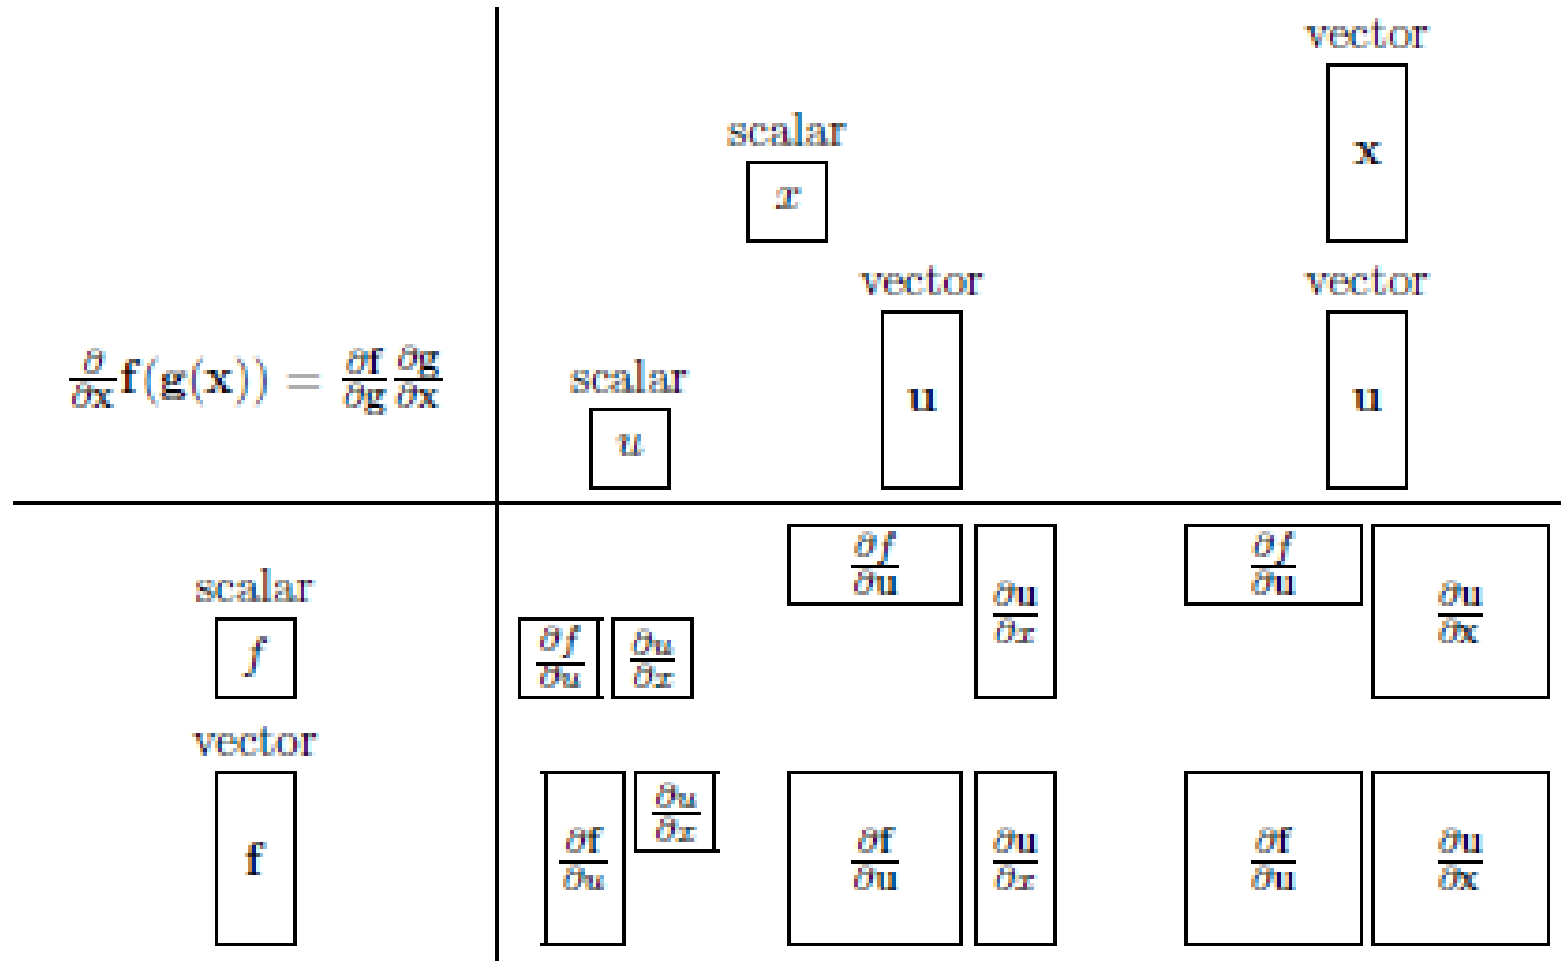 vector
x
scalar
x
vector
u
vector
u
scalar
u
∂/∂x f(g(x)) = ∂f/∂g ∂g/∂x
scalar
f
∂f/∂u ∂u/∂x
∂f/∂u ∂u/∂x
∂f/∂u ∂u/∂x
vector
f
∂f/∂u ∂u/∂x
∂f/∂u ∂u/∂x
∂f/∂u ∂u/∂x